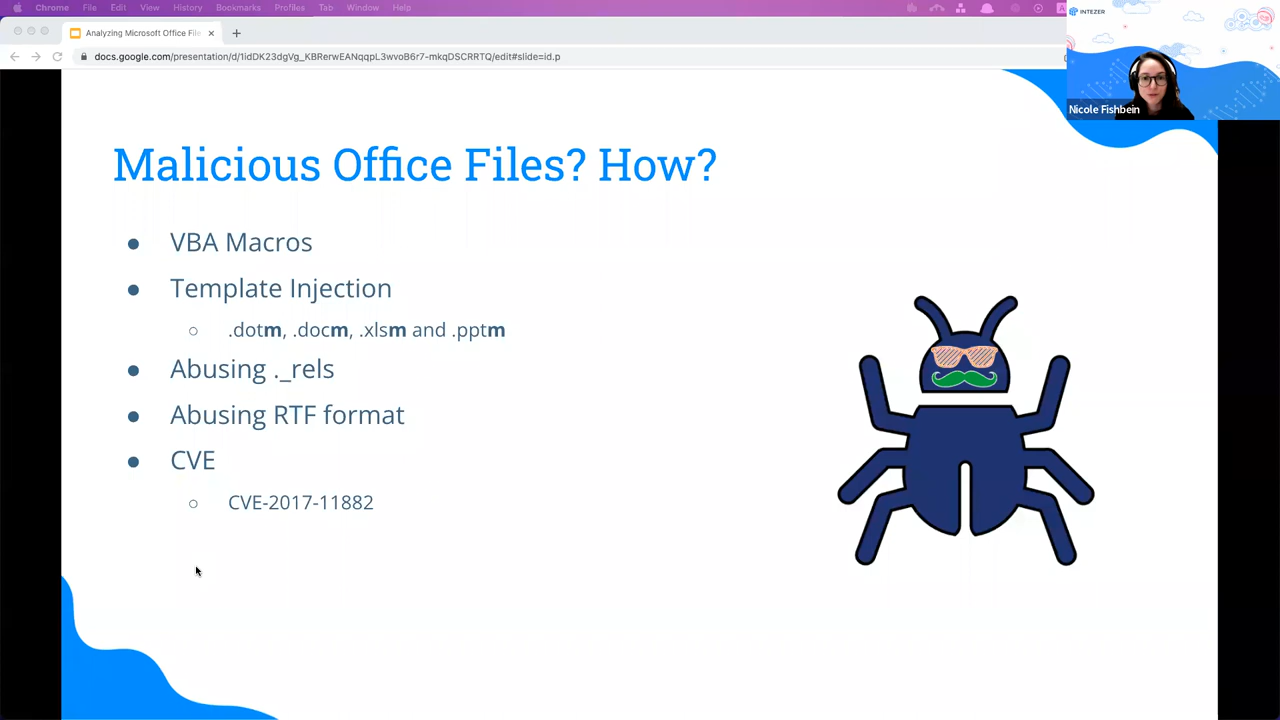 Chrome File Edit View History Bookmarks Profiles Tab Window Help
Analyzing Microsoft Office File
docs.google.com/presentation/d/1idDK23dgVg_KBRerwEANqqpL3wvoB6r7-mkqDSCRRTQ/edit#slide=id.p
INTEZER
Nicole Fishbein
Malicious Office Files? How?
● VBA Macros
● Template Injection
○ .dotm, .docm, .xlsm and .pptm
● Abusing ._rels
● Abusing RTF format
● CVE
○ CVE-2017-11882